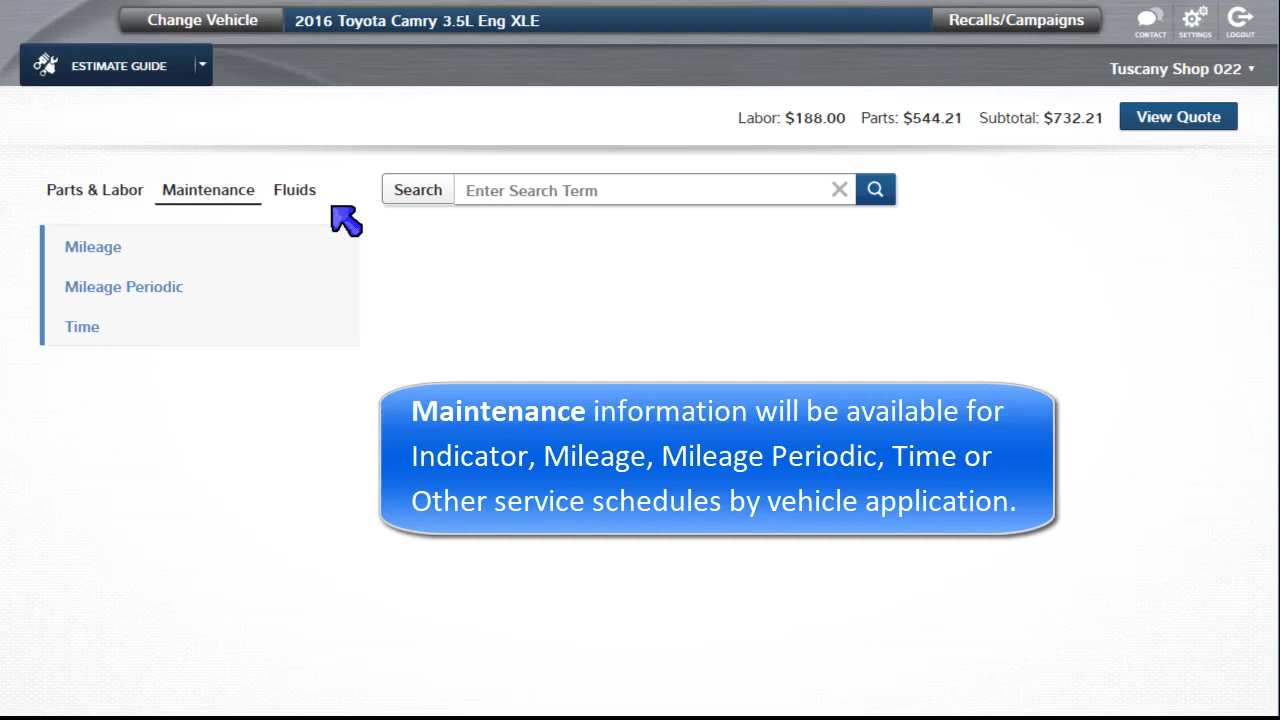 Change Vehicle 2016 Toyota Camry 3.5L Eng XLE Recalls/Campaigns
CONTACT SETTINGS LOGOUT
ESTIMATE GUIDE
Tuscany Shop 022
Labor: $188.00 Parts: $544.21 Subtotal: $732.21 View Quote
Parts & Labor Maintenance Fluids
Search Enter Search Term
Mileage
Mileage Periodic
Time
Maintenance information will be available for
Indicator, Mileage, Mileage Periodic, Time or
Other service schedules by vehicle application.